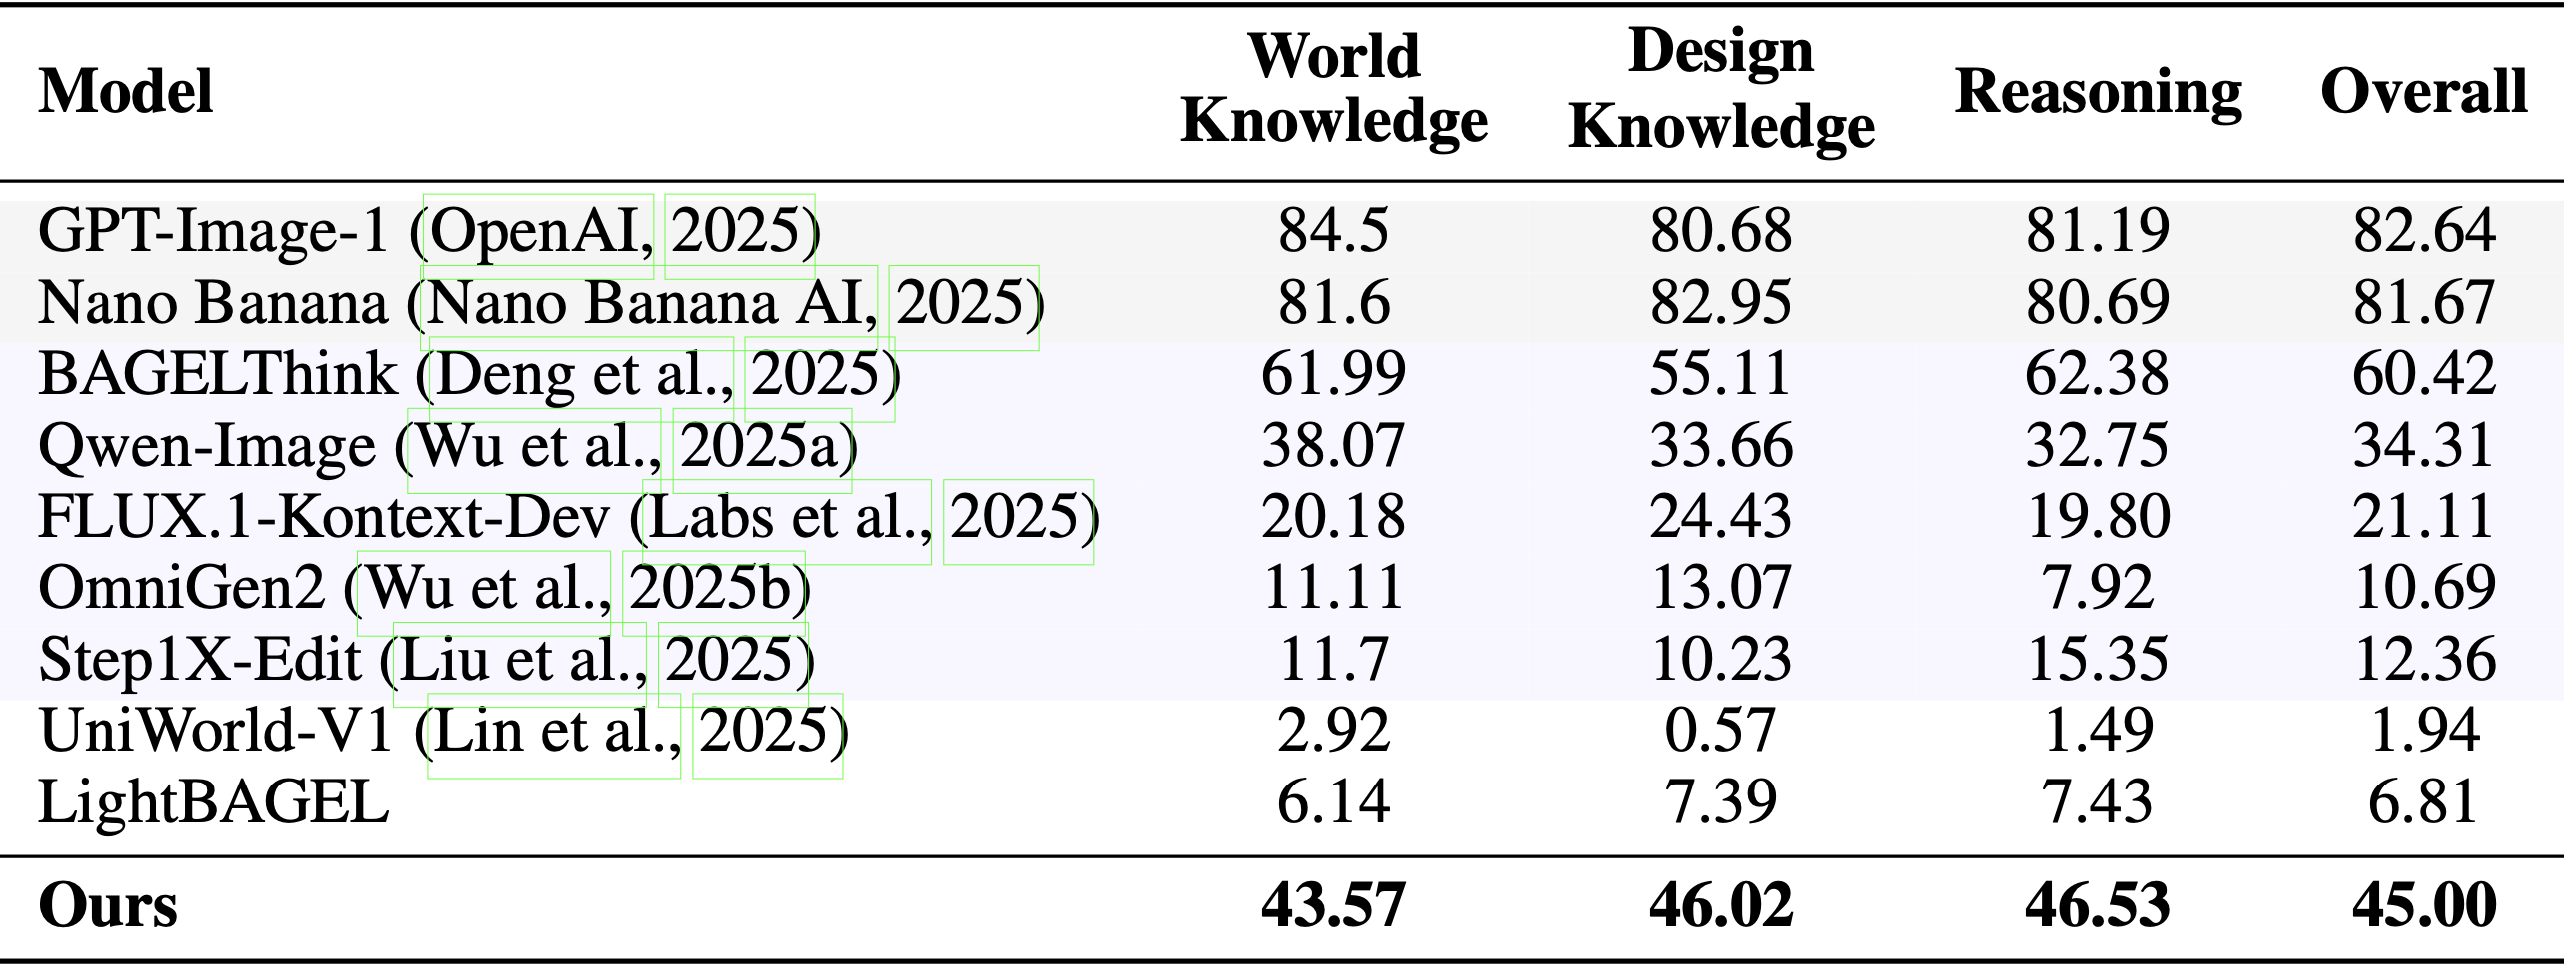 Model World Knowledge Design Knowledge Reasoning Overall
GPT-Image-1 (OpenAI, 2025) 84.5 80.68 81.19 82.64
Nano Banana (Nano Banana AI, 2025) 81.6 82.95 80.69 81.67
BAGELThink (Deng et al., 2025) 61.99 55.11 62.38 60.42
Qwen-Image (Wu et al., 2025a) 38.07 33.66 32.75 34.31
FLUX.1-Kontext-Dev (Labs et al., 2025) 20.18 24.43 19.80 21.11
OmniGen2 (Wu et al., 2025b) 11.11 13.07 7.92 10.69
Step1X-Edit (Liu et al., 2025) 11.7 10.23 15.35 12.36
UniWorld-V1 (Lin et al., 2025) 2.92 0.57 1.49 1.94
LightBAGEL 6.14 7.39 7.43 6.81
Ours 43.57 46.02 46.53 45.00